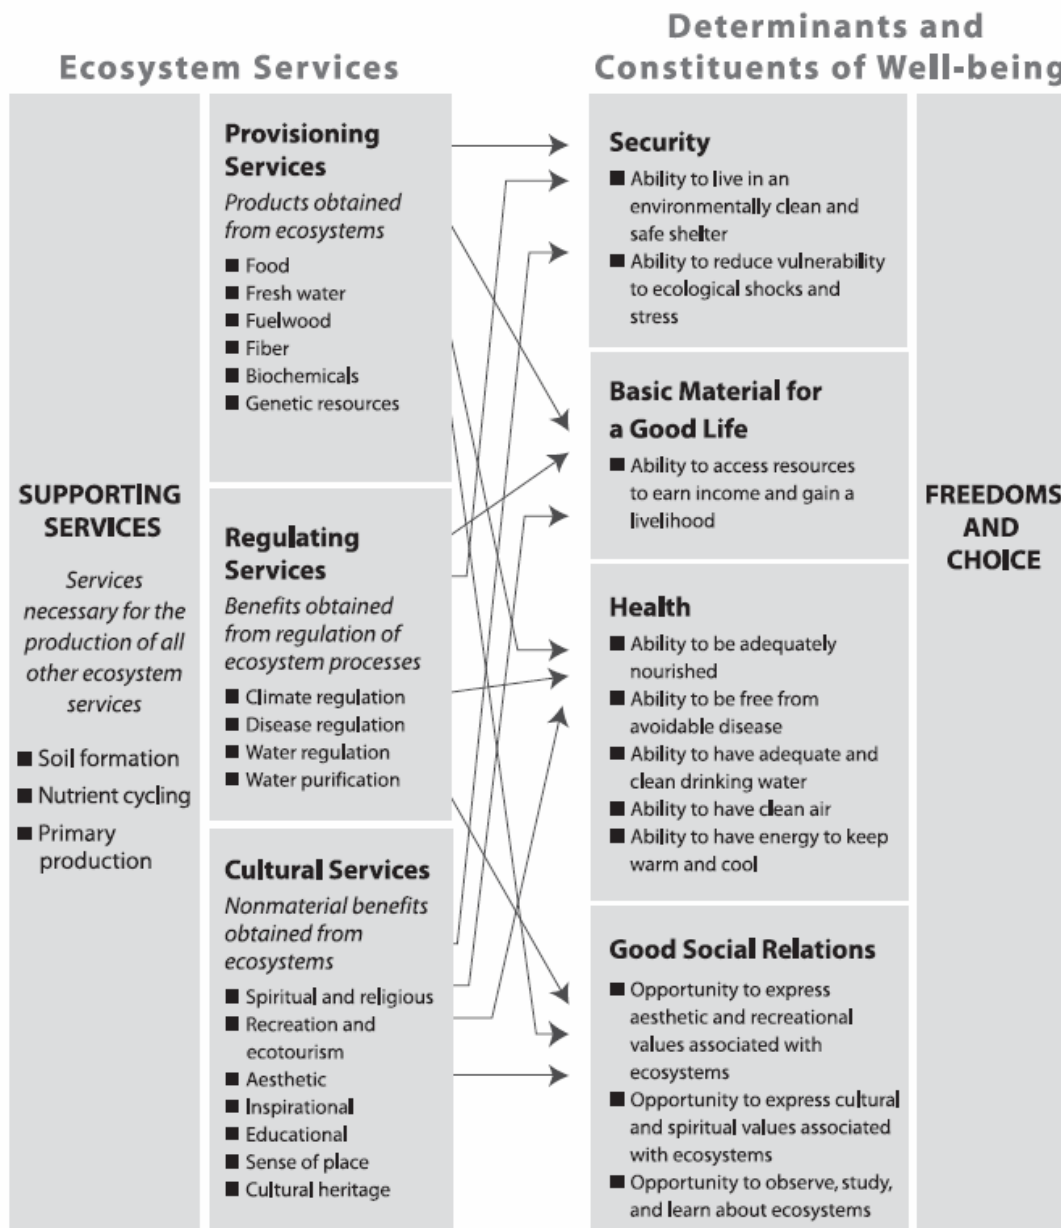 Ecosystem Services
Determinants and
Constituents of Well-being
SUPPORTING
SERVICES
Services
necessary for the
production of all
other ecosystem
services
■ Soil formation
■ Nutrient cycling
■ Primary
production
Provisioning
Services
Products obtained
from ecosystems
■ Food
■ Fresh water
■ Fuelwood
■ Fiber
■ Biochemicals
■ Genetic resources
Regulating
Services
Benefits obtained
from regulation of
ecosystem processes
■ Climate regulation
■ Disease regulation
■ Water regulation
■ Water purification
Cultural Services
Nonmaterial benefits
obtained from
ecosystems
■ Spiritual and religious
■ Recreation and
ecotourism
■ Aesthetic
■ Inspirational
■ Educational
■ Sense of place
■ Cultural heritage
Security
■ Ability to live in an
environmentally clean and
safe shelter
■ Ability to reduce vulnerability
to ecological shocks and
stress
Basic Material for
a Good Life
■ Ability to access resources
to earn income and gain a
livelihood
Health
■ Ability to be adequately
nourished
■ Ability to be free from
avoidable disease
■ Ability to have adequate and
clean drinking water
■ Ability to have clean air
■ Ability to have energy to keep
warm and cool
Good Social Relations
■ Opportunity to express
aesthetic and recreational
values associated with
ecosystems
■ Opportunity to express cultural
and spiritual values associated
with ecosystems
■ Opportunity to observe, study,
and learn about ecosystems
FREEDOMS
AND
CHOICE